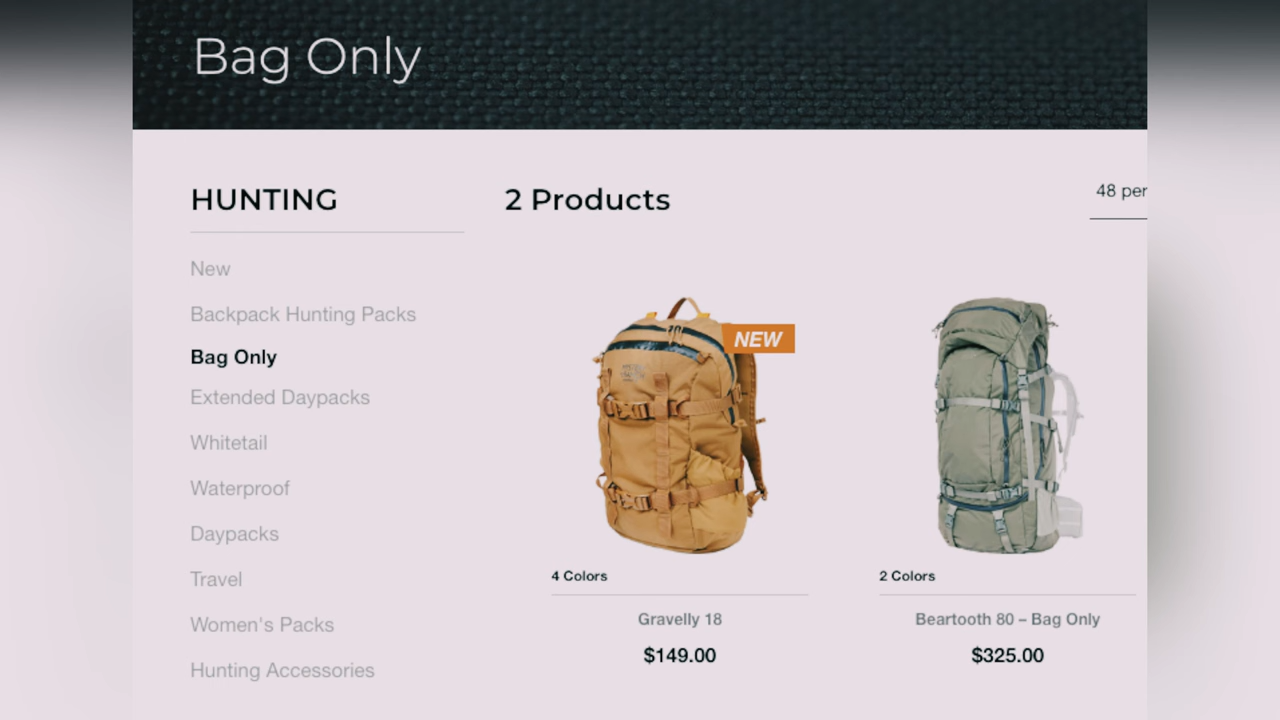 Bag Only
HUNTING
2 Products
48 per
New
Backpack Hunting Packs
Bag Only
Extended Daypacks
Whitetail
Waterproof
Daypacks
Travel
Women's Packs
Hunting Accessories
NEW
4 Colors
Gravelly 18
$149.00
2 Colors
Beartooth 80 – Bag Only
$325.00